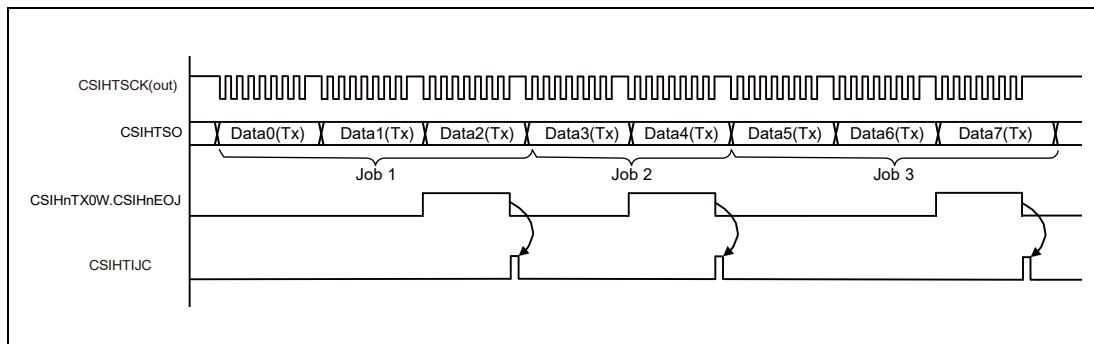 CSIHTSCK(out)
CSIHTSO
Data0(Tx) Data1(Tx) Data2(Tx) Data3(Tx) Data4(Tx) Data5(Tx) Data6(Tx) Data7(Tx)
Job 1 Job 2 Job 3
CSIHnTX0W.CSIHnEOJ
CSIHTIJC